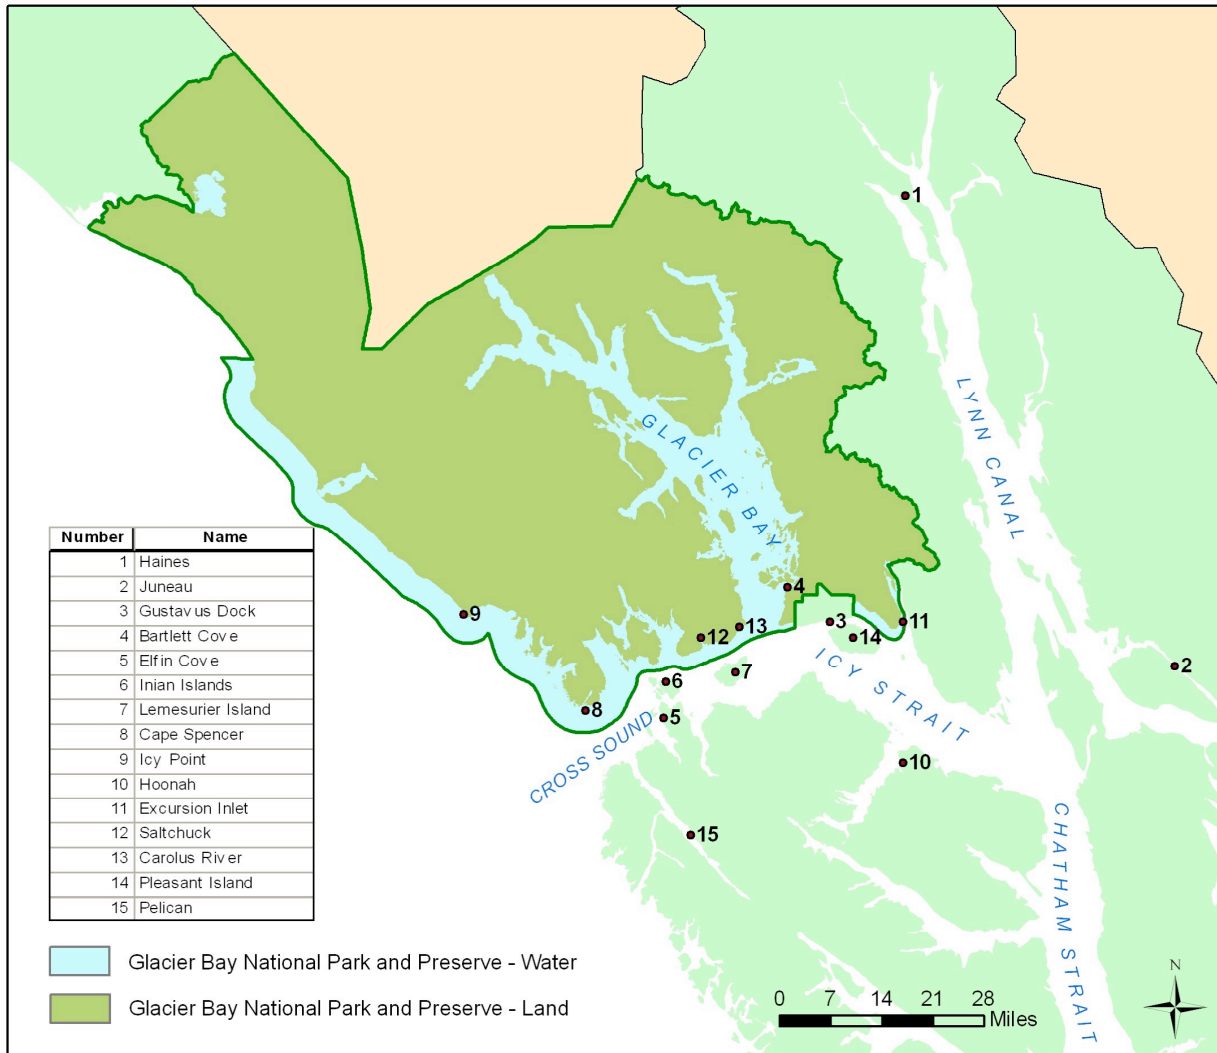 1
LYNN CANAL
GLACIER BAY
Number Name
1 Haines
2 Juneau
3 Gustavus Dock
4 Bartlett Cove
5 Elfin Cove
6 Inian Islands
7 Lemesurier Island
8 Cape Spencer
9 Icy Point
10 Hoonah
11 Excursion Inlet
12 Saltchuck
13 Carolus River
14 Pleasant Island
15 Pelican
4
9
3
11
13
12
14
2
7
6
ICY STRAIT
8
5
CROSS SOUND
10
15
CHATHAM STRAIT
Glacier Bay National Park and Preserve - Water
Glacier Bay National Park and Preserve - Land
0 7 14 21 28
Miles
N